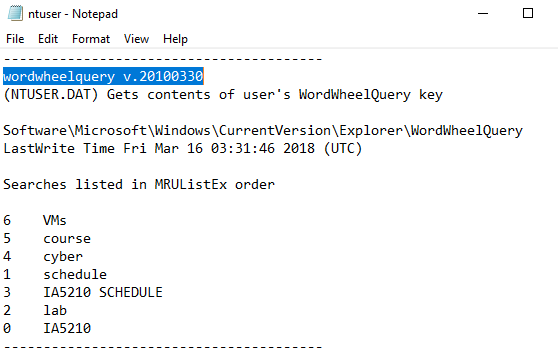 ntuser - Notepad
File Edit Format View Help
----------------------------------------
wordwheelquery v.20100330
(NTUSER.DAT) Gets contents of user's WordWheelQuery key
Software\Microsoft\Windows\CurrentVersion\Explorer\WordWheelQuery
LastWrite Time Fri Mar 16 03:31:46 2018 (UTC)
Searches listed in MRUListEx order
6 VMs
5 course
4 cyber
1 schedule
3 IA5210 SCHEDULE
2 lab
0 IA5210
----------------------------------------